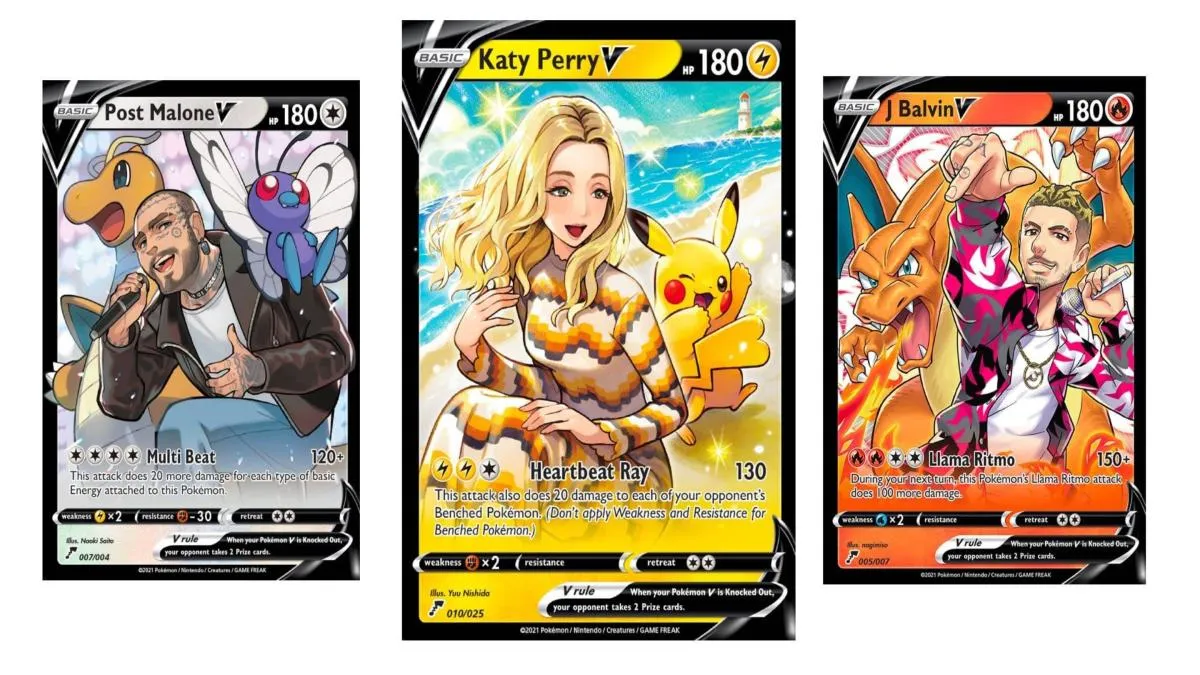 BASIC Post Malone V HP 180
Multi Beat 120+
This attack does 20 more damage for each type of basic
Energy attached to this Pokémon.
weakness ×2 resistance -30 retreat
Illus. Naoki Saito
007/004
V rule When your Pokémon V is Knocked Out,
your opponent takes 2 Prize cards.
©2021 Pokémon / Nintendo / Creatures / GAME FREAK
BASIC Katy Perry V HP 180
Heartbeat Ray 130
This attack also does 20 damage to each of your opponent's
Benched Pokémon. (Don't apply Weakness and Resistance for
Benched Pokémon.)
weakness ×2 resistance retreat
Illus. Yuu Nishida
010/025
V rule When your Pokémon V is Knocked Out,
your opponent takes 2 Prize cards.
©2021 Pokémon / Nintendo / Creatures / GAME FREAK
BASIC J Balvin V HP 180
Llama Ritmo 150+
During your next turn, this Pokémon's Llama Ritmo attack
does 100 more damage.
weakness ×2 resistance retreat
Illus. nagimiso
005/007
V rule When your Pokémon V is Knocked Out,
your opponent takes 2 Prize cards.
©2021 Pokémon / Nintendo / Creatures / GAME FREAK